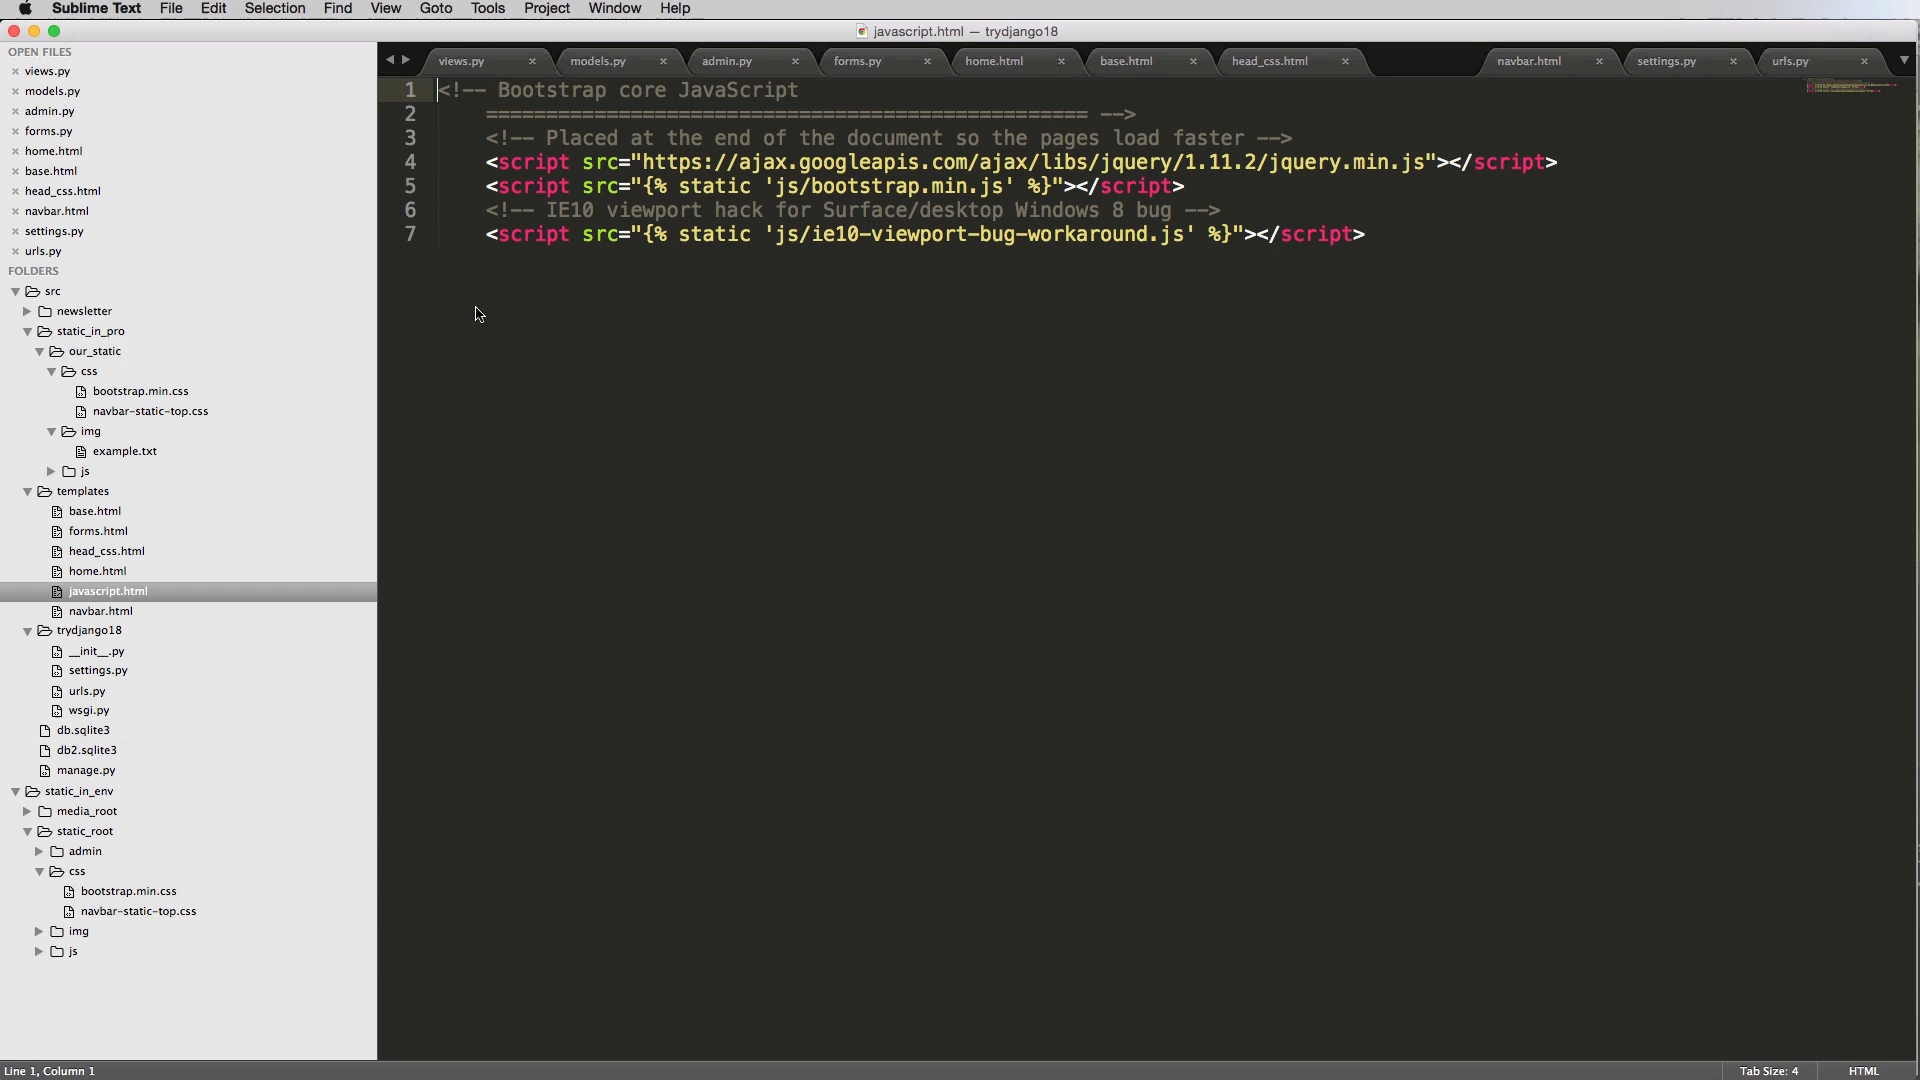 Sublime Text File Edit Selection Find View Goto Tools Project Window Help
javascript.html — trydjango18
OPEN FILES
views.py
models.py
admin.py
forms.py
home.html
base.html
head_css.html
navbar.html
settings.py
urls.py
FOLDERS
src
newsletter
static_in_pro
our_static
css
bootstrap.min.css
navbar-static-top.css
img
example.txt
js
templates
base.html
forms.html
head_css.html
home.html
javascript.html
navbar.html
trydjango18
__init__.py
settings.py
urls.py
wsgi.py
db.sqlite3
db2.sqlite3
manage.py
static_in_env
media_root
static_root
admin
css
bootstrap.min.css
navbar-static-top.css
img
js
views.py models.py admin.py forms.py home.html base.html head_css.html navbar.html settings.py urls.py
1 <!-- Bootstrap core JavaScript
2 ================================================== -->
3 <!-- Placed at the end of the document so the pages load faster -->
4 <script src="https://ajax.googleapis.com/ajax/libs/jquery/1.11.2/jquery.min.js"></script>
5 <script src="{% static 'js/bootstrap.min.js' %}"></script>
6 <!-- IE10 viewport hack for Surface/desktop Windows 8 bug -->
7 <script src="{% static 'js/ie10-viewport-bug-workaround.js' %}"></script>
Line 1, Column 1 Tab Size: 4 HTML